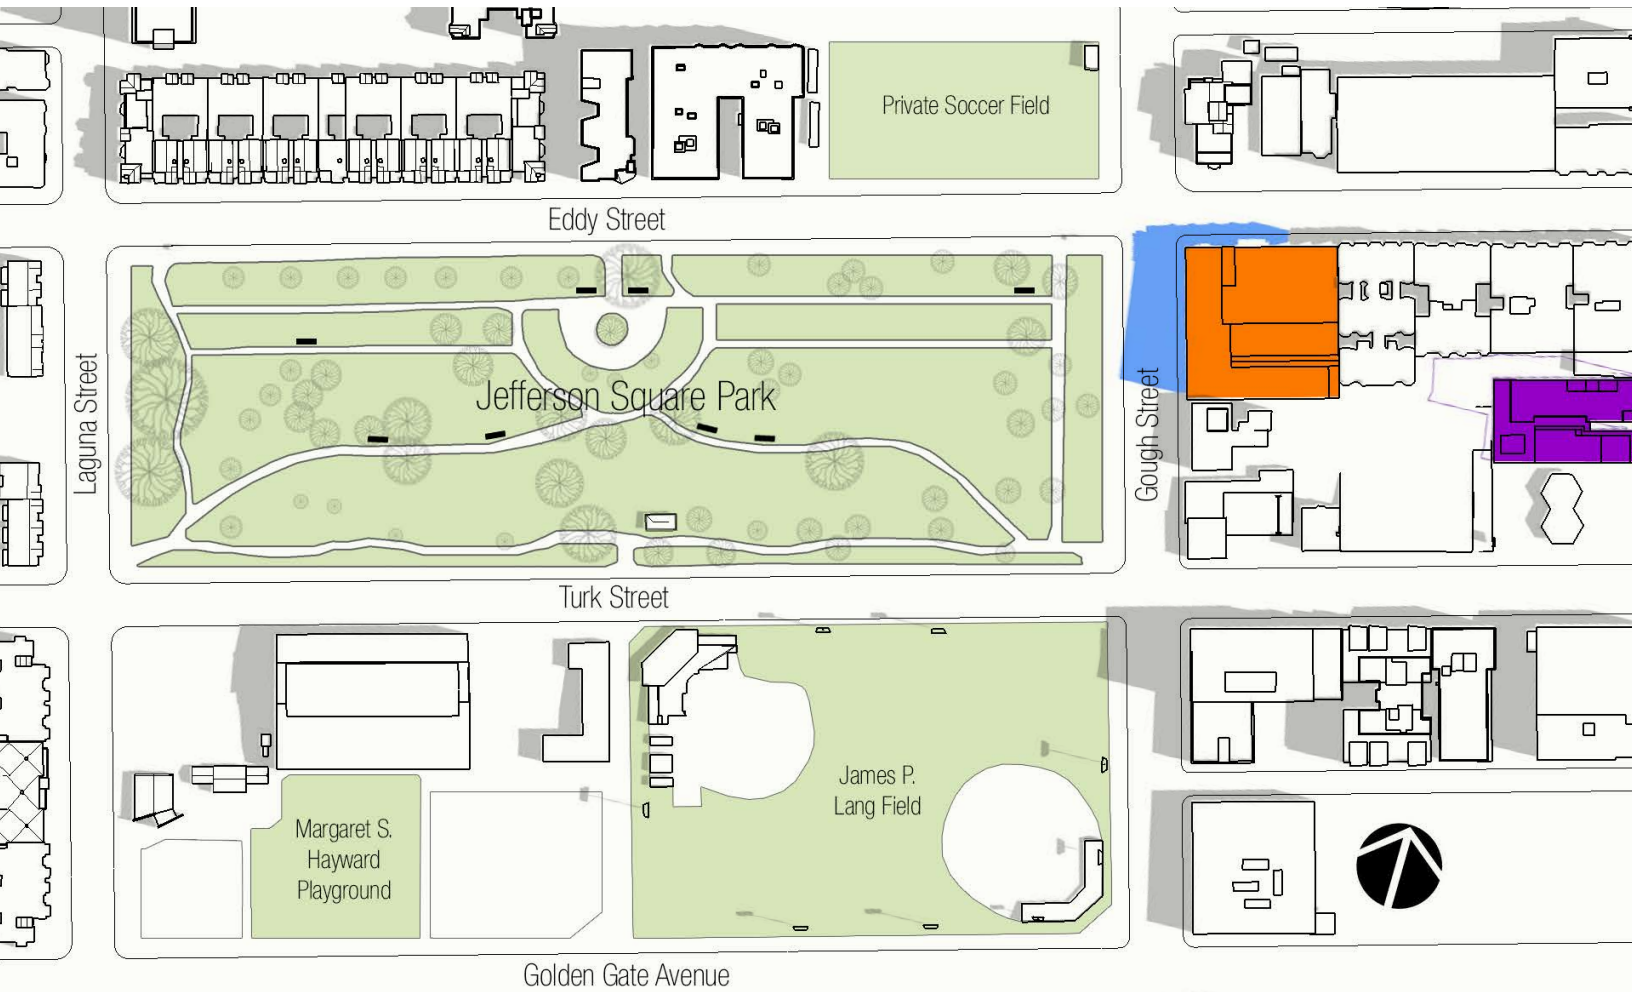 Private Soccer Field
Eddy Street
Laguna Street
Jefferson Square Park
Gough Street
Turk Street
James P.
Lang Field
Margaret S.
Hayward
Playground
Golden Gate Avenue